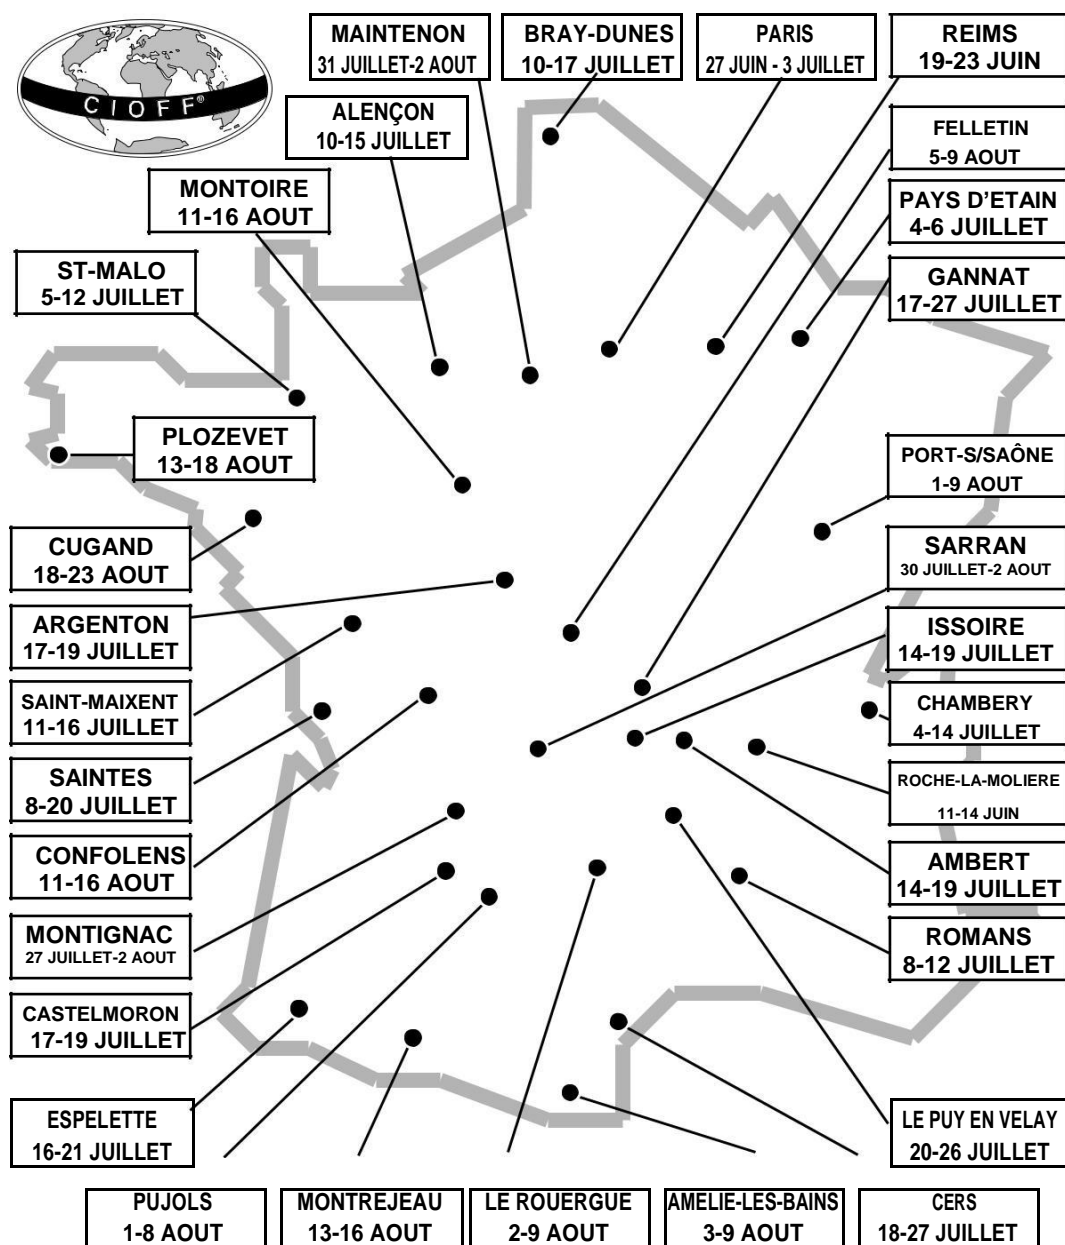 CIOFF®
MAINTENON
31 JUILLET-2 AOUT
BRAY-DUNES
10-17 JUILLET
PARIS
27 JUIN - 3 JUILLET
REIMS
19-23 JUIN
ALENÇON
10-15 JUILLET
FELLETIN
5-9 AOUT
MONTOIRE
11-16 AOUT
PAYS D'ETAIN
4-6 JUILLET
ST-MALO
5-12 JUILLET
GANNAT
17-27 JUILLET
PLOZEVET
13-18 AOUT
PORT-S/SAÔNE
1-9 AOUT
CUGAND
18-23 AOUT
SARRAN
30 JUILLET-2 AOUT
ARGENTON
17-19 JUILLET
ISSOIRE
14-19 JUILLET
SAINT-MAIXENT
11-16 JUILLET
CHAMBERY
4-14 JUILLET
SAINTES
8-20 JUILLET
ROCHE-LA-MOLIERE
11-14 JUIN
CONFOLENS
11-16 AOUT
AMBERT
14-19 JUILLET
MONTIGNAC
27 JUILLET-2 AOUT
ROMANS
8-12 JUILLET
CASTELMORON
17-19 JUILLET
ESPELETTE
16-21 JUILLET
LE PUY EN VELAY
20-26 JUILLET
PUJOLS
1-8 AOUT
MONTREJEAU
13-16 AOUT
LE ROUERGUE
2-9 AOUT
AMELIE-LES-BAINS
3-9 AOUT
CERS
18-27 JUILLET